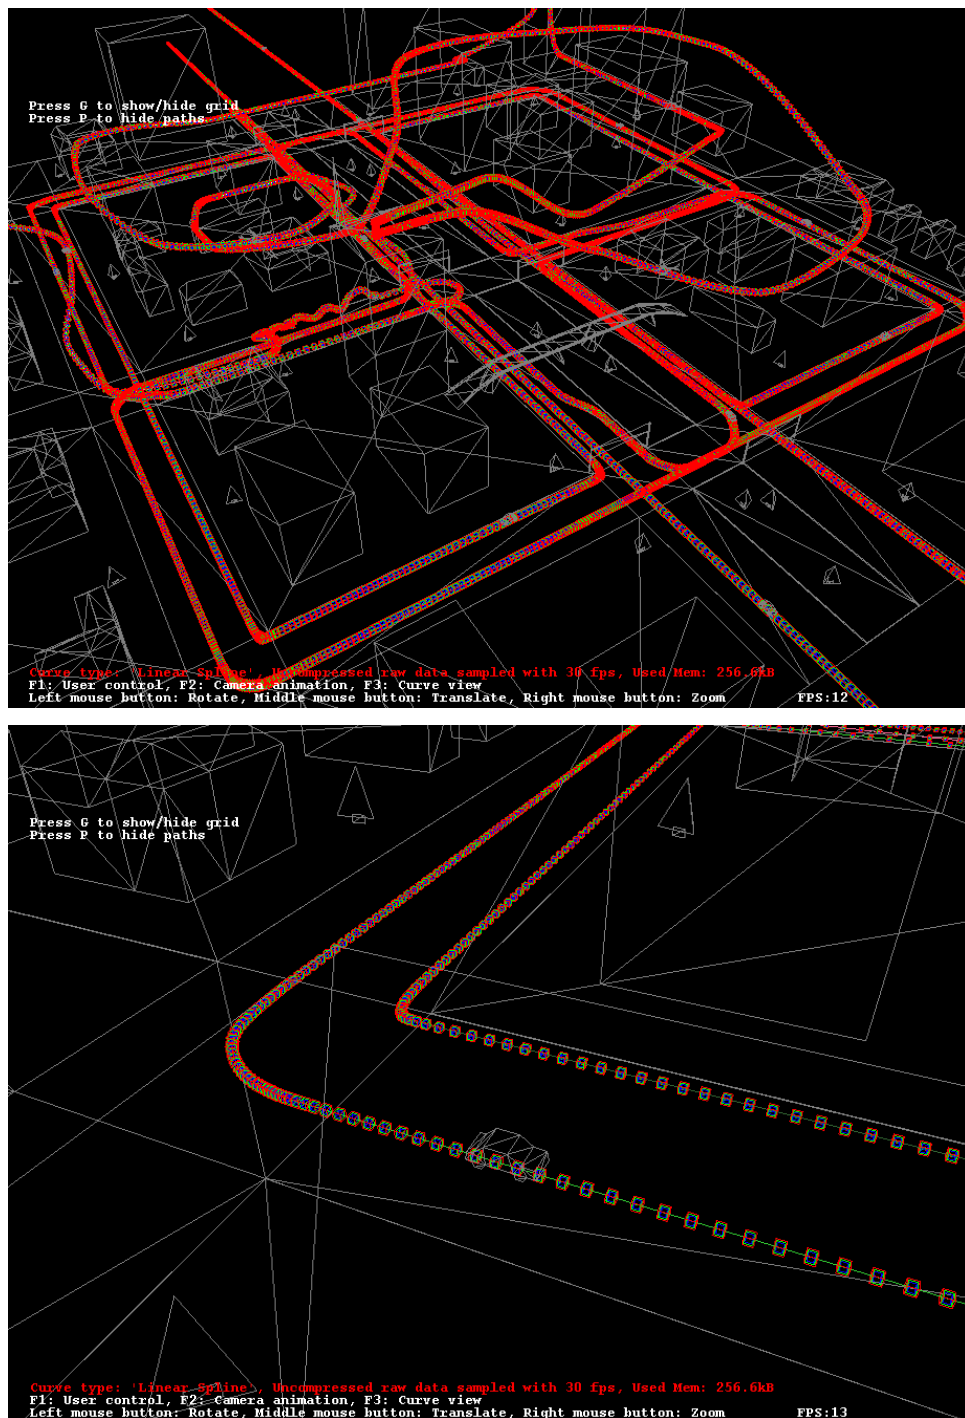 Press G to show/hide grid
Press P to hide paths
Curve type: 'Linear Spline', Uncompressed raw data sampled with 30 fps, Used Mem: 256.6kB
F1: User control, F2: Camera animation, F3: Curve view
Left mouse button: Rotate, Middle mouse button: Translate, Right mouse button: Zoom FPS:12
Press G to show/hide grid
Press P to hide paths
Curve type: 'Linear Spline', Uncompressed raw data sampled with 30 fps, Used Mem: 256.6kB
F1: User control, F2: Camera animation, F3: Curve view
Left mouse button: Rotate, Middle mouse button: Translate, Right mouse button: Zoom FPS:13